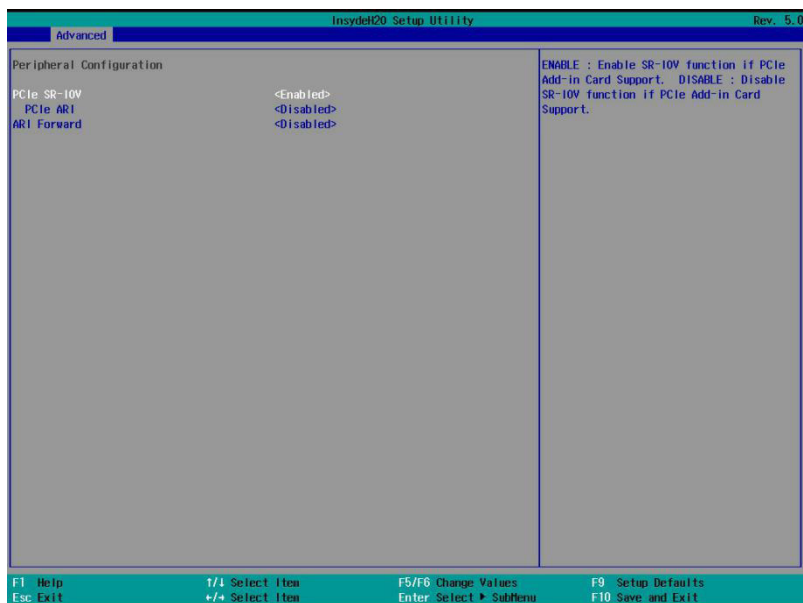 InsydeH20 Setup Utility Rev. 5.0
Advanced
Peripheral Configuration
PCIe SR-IOV <Enabled>
PCIe ARI <Disabled>
ARI Forward <Disabled>
ENABLE : Enable SR-IOV function if PCIe
Add-in Card Support. DISABLE : Disable
SR-IOV function if PCIe Add-in Card
Support.
F1 Help ↑/↓ Select Item F5/F6 Change Values F9 Setup Defaults
Esc Exit ←/→ Select Item Enter Select ▶ SubMenu F10 Save and Exit